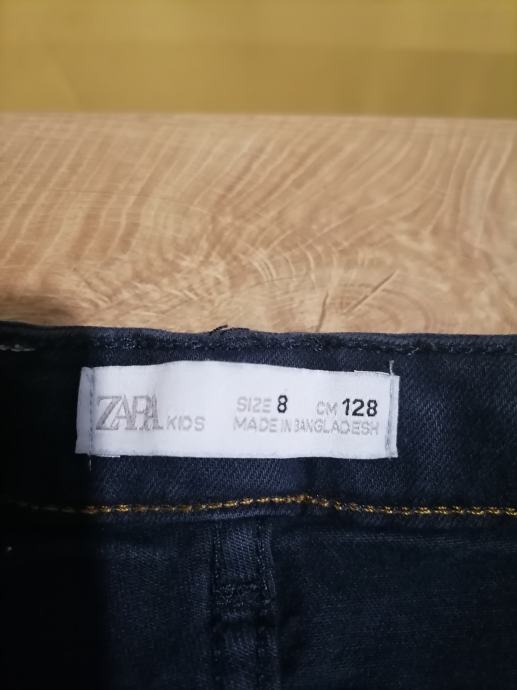 ZARA KIDS SIZE 8 CM 128
MADE IN BANGLADESH